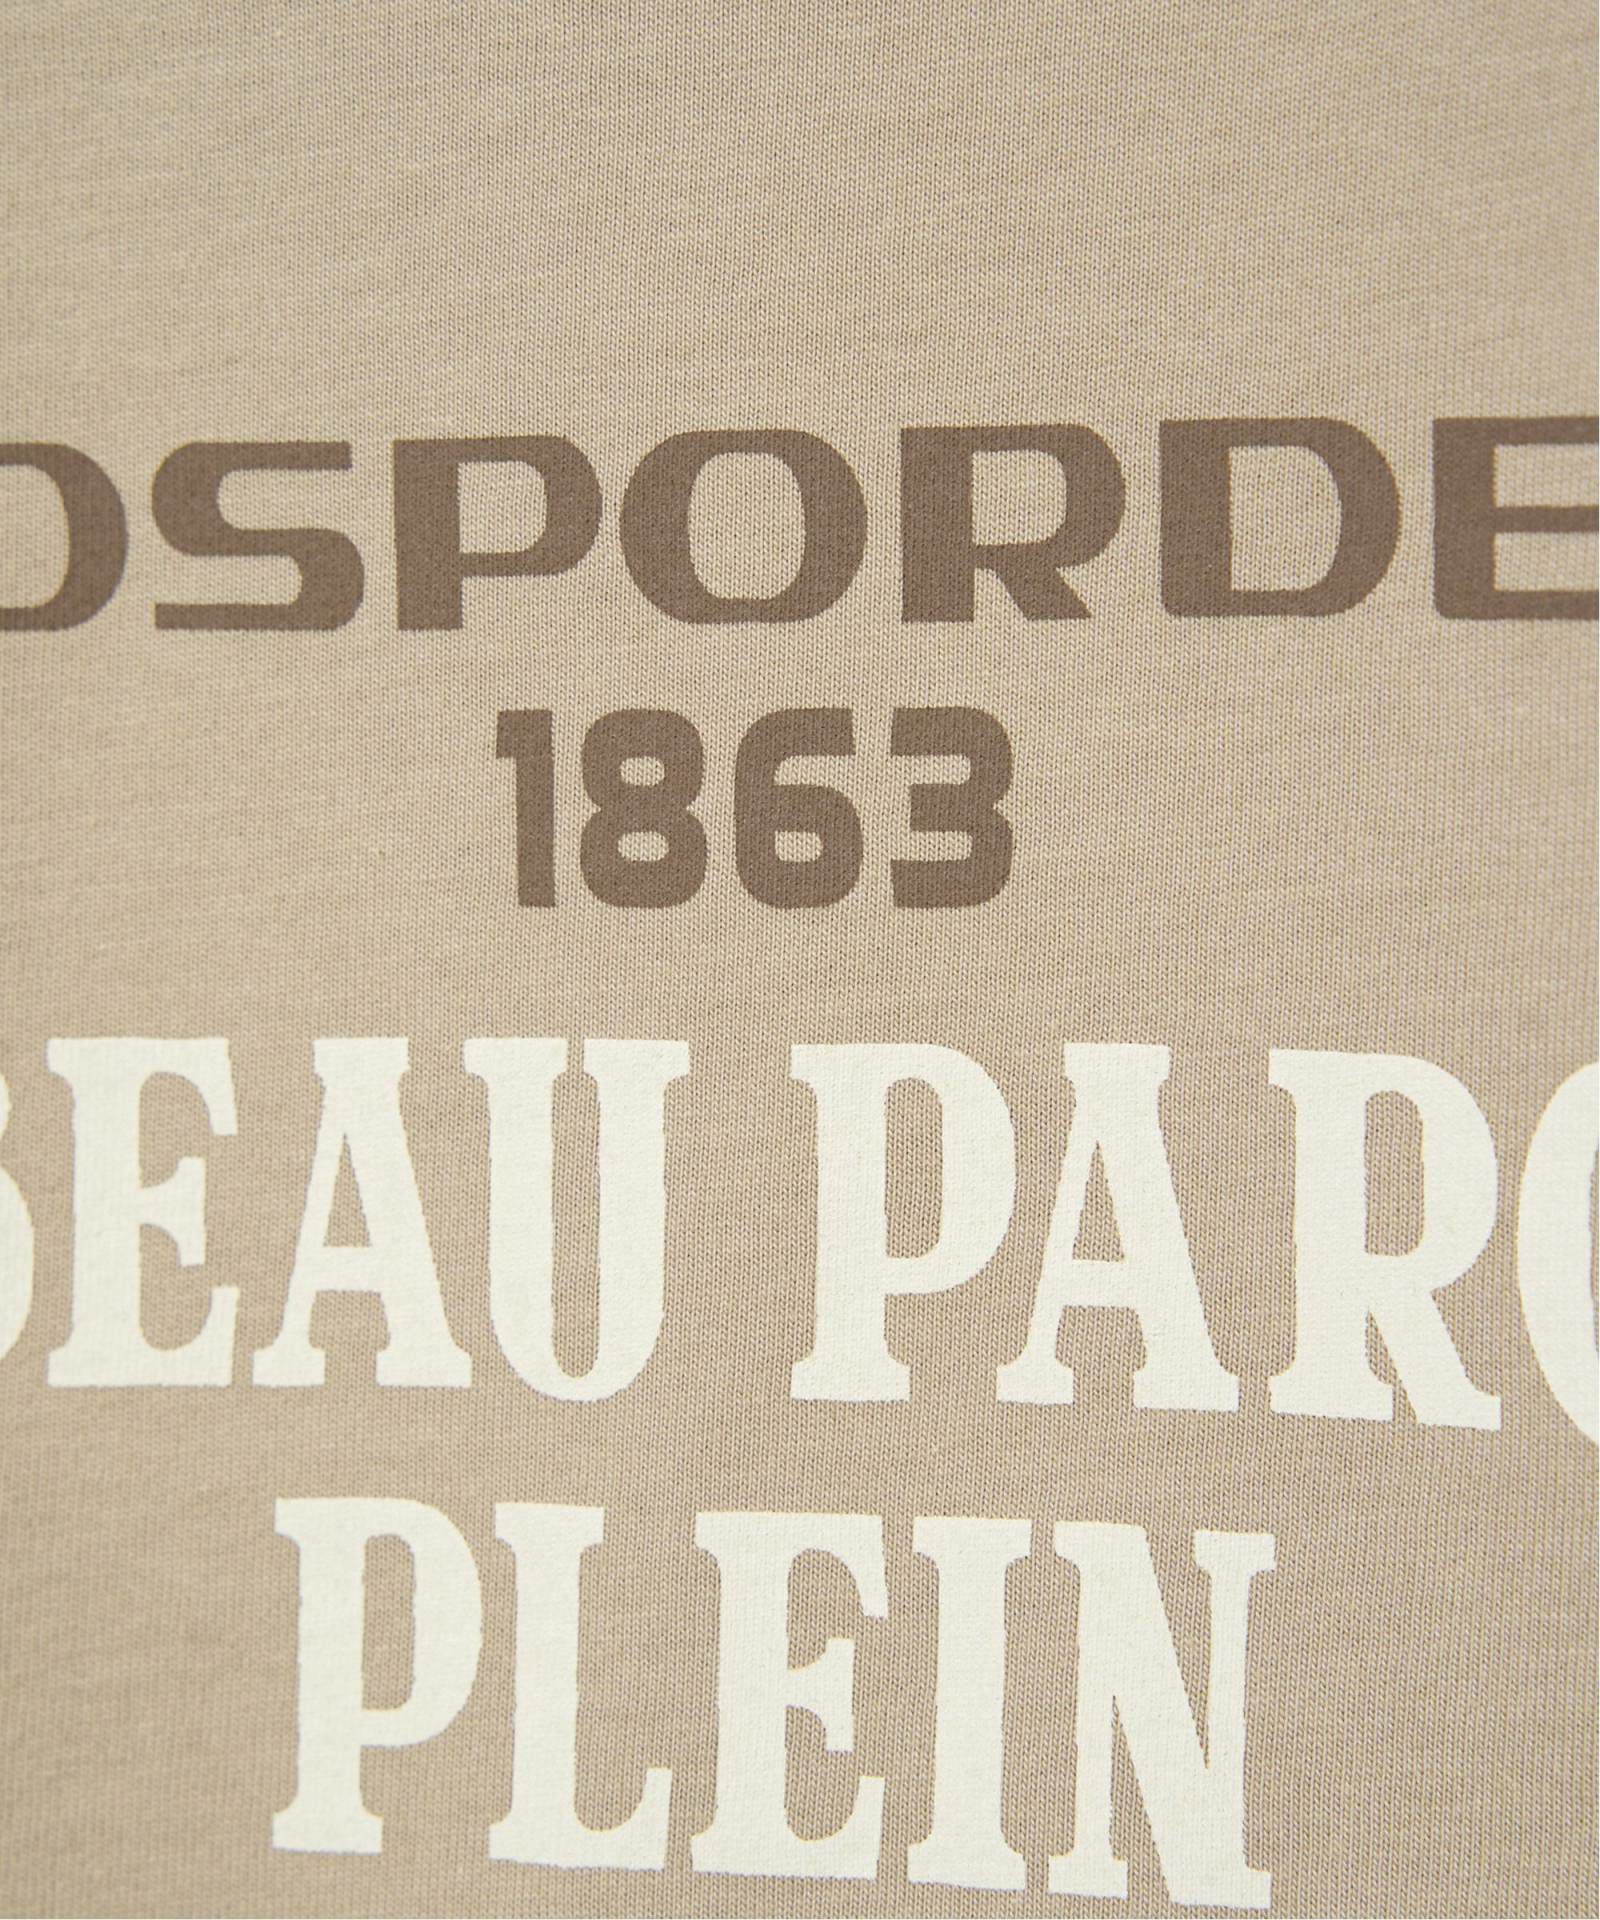 OSPORDE
1863
BEAU PARC
PLEIN